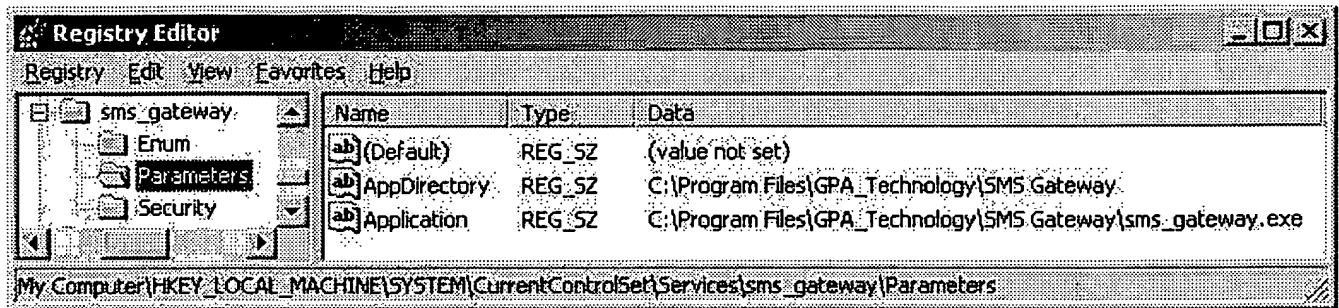 Registry Editor
Registry Edit View Favorites Help
sms_gateway
Enum
Parameters
Security
Name Type Data
(Default) REG_SZ (value not set)
AppDirectory REG_SZ C:\Program Files\GPA_Technology\SMS Gateway
Application REG_SZ C:\Program Files\GPA_Technology\SMS Gateway\sms_gateway.exe
My Computer\HKEY_LOCAL_MACHINE\SYSTEM\CurrentControlSet\Services\sms_gateway\Parameters